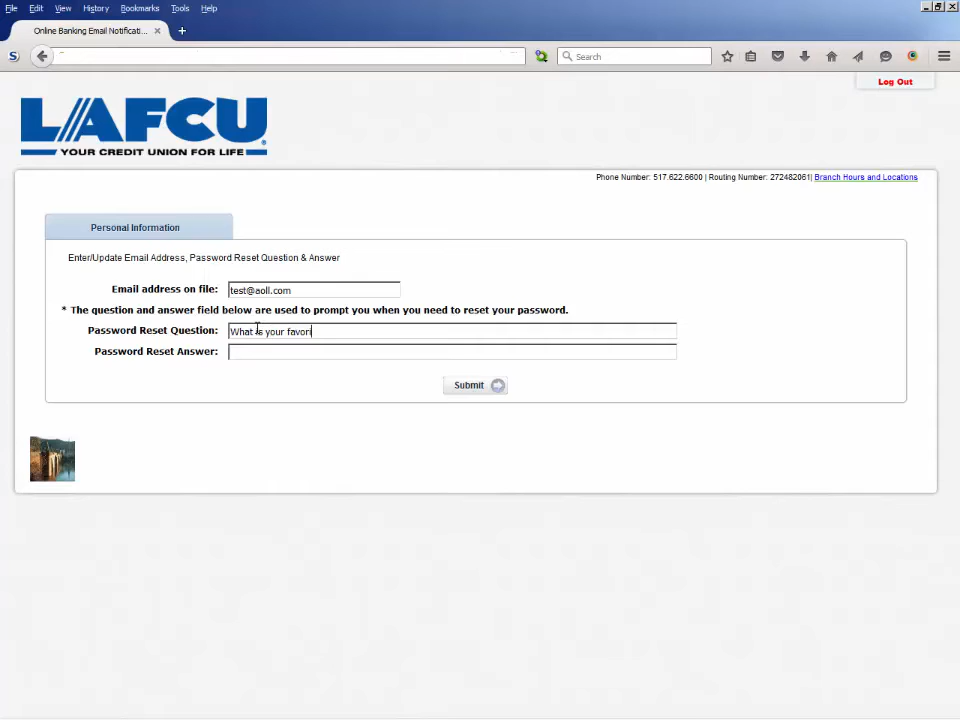 File Edit View History Bookmarks Tools Help
Online Banking Email Notificati... × +
S Search
Log Out
LAFCU
YOUR CREDIT UNION FOR LIFE
Phone Number: 517.622.6600 | Routing Number: 272482061| Branch Hours and Locations
Personal Information
Enter/Update Email Address, Password Reset Question & Answer
Email address on file: test@aoll.com
* The question and answer field below are used to prompt you when you need to reset your password.
Password Reset Question: What is your favori
Password Reset Answer:
Submit